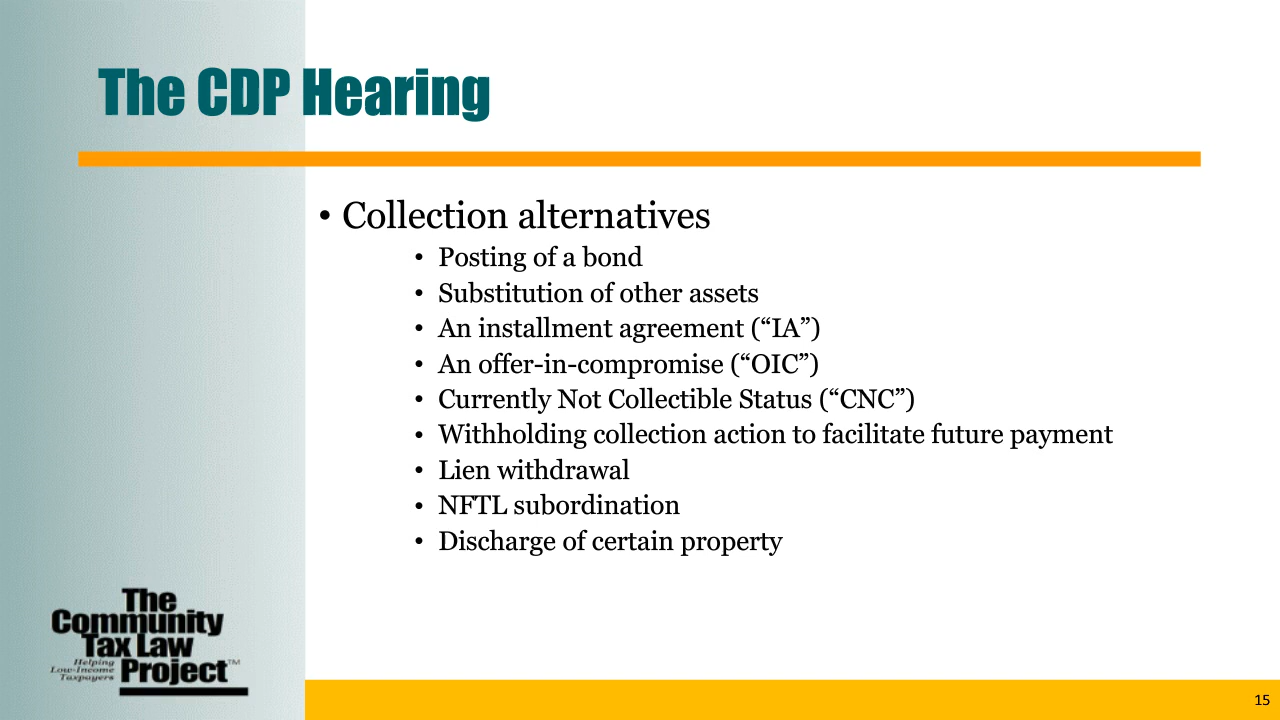 The CDP Hearing
• Collection alternatives
• Posting of a bond
• Substitution of other assets
• An installment agreement (“IA”)
• An offer-in-compromise (“OIC”)
• Currently Not Collectible Status (“CNC”)
• Withholding collection action to facilitate future payment
• Lien withdrawal
• NFTL subordination
• Discharge of certain property
The
Community
Tax Law
Project™
Helping
Low-Income
Taxpayers
15